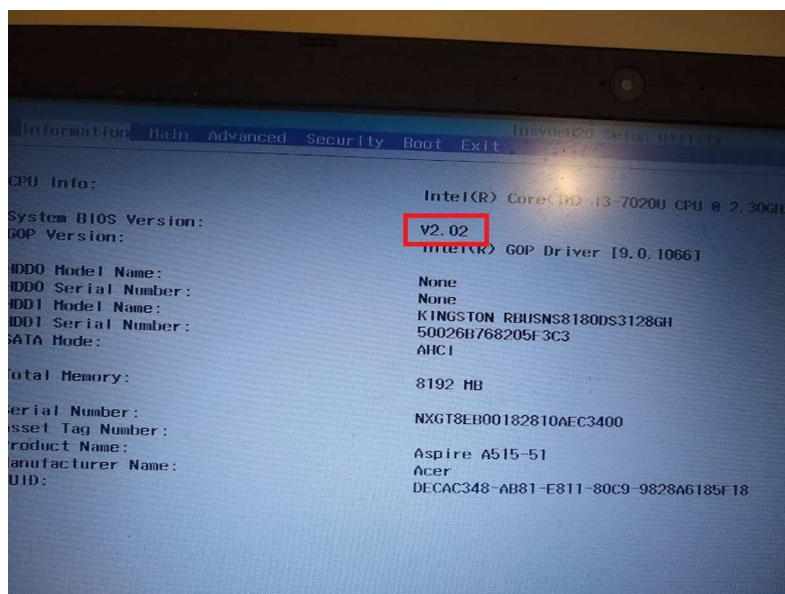 InsydeH20 Setup Utility
Information Main Advanced Security Boot Exit
CPU Info: Intel(R) Core(TM) i3-7020U CPU @ 2.30GH
System BIOS Version: V2.02
GOP Version: Intel(R) GOP Driver [9.0.1066]
HDD0 Model Name: None
HDD0 Serial Number: None
HDD1 Model Name: KINGSTON RBUSNS8180DS3128GH
HDD1 Serial Number: 50026B768205F3C3
SATA Mode: AHCI
Total Memory: 8192 MB
Serial Number: NXGT8EB00182810AEC3400
Asset Tag Number:
Product Name: Aspire A515-51
Manufacturer Name: Acer
UUID: DECAC348-AB81-E811-80C9-9828A6185F18